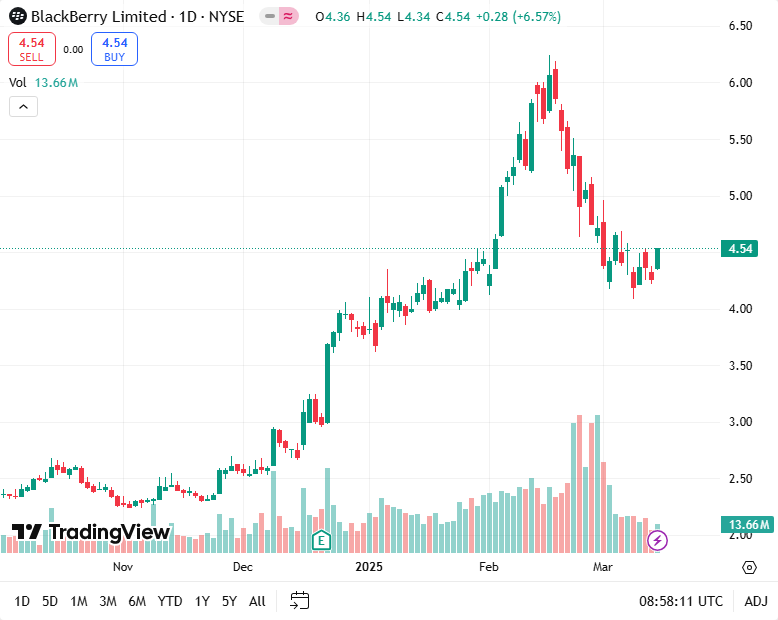 BlackBerry Limited · 1D · NYSE
O4.36 H4.54 L4.34 C4.54 +0.28 (+6.57%)
4.54
SELL
0.00
4.54
BUY
Vol 13.66M
6.50
6.00
5.50
5.00
4.54
4.00
3.50
3.00
2.50
13.66M
2.00
E
TradingView
Nov
Dec
2025
Feb
Mar
1D 5D 1M 3M 6M YTD 1Y 5Y All
08:58:11 UTC
ADJ